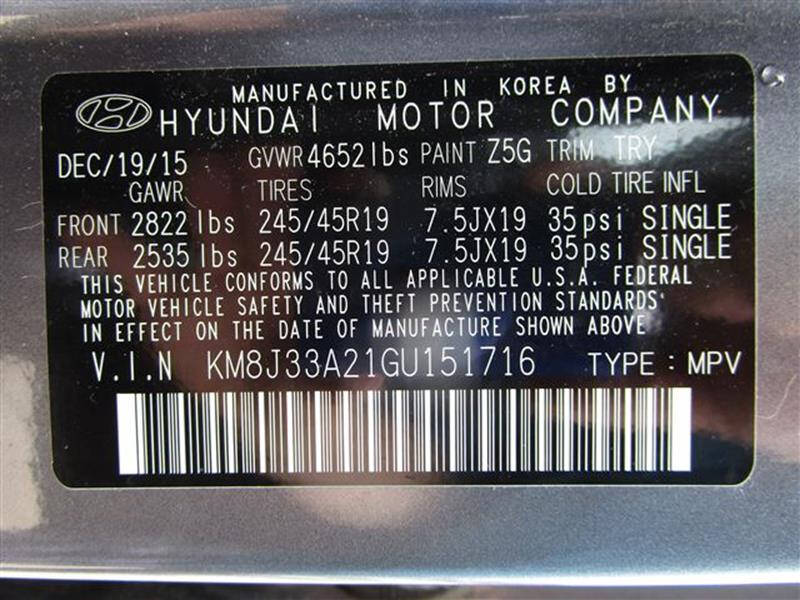 MANUFACTURED IN KOREA BY
HYUNDAI MOTOR COMPANY
DEC/19/15 GVWR 4652lbs PAINT Z5G TRIM TRY
GAWR TIRES RIMS COLD TIRE INFL
FRONT 2822 lbs 245/45R19 7.5JX19 35psi SINGLE
REAR 2535 lbs 245/45R19 7.5JX19 35psi SINGLE
THIS VEHICLE CONFORMS TO ALL APPLICABLE U.S.A. FEDERAL
MOTOR VEHICLE SAFETY AND THEFT PREVENTION STANDARDS
IN EFFECT ON THE DATE OF MANUFACTURE SHOWN ABOVE
V.I.N KM8J33A21GU151716 TYPE : MPV